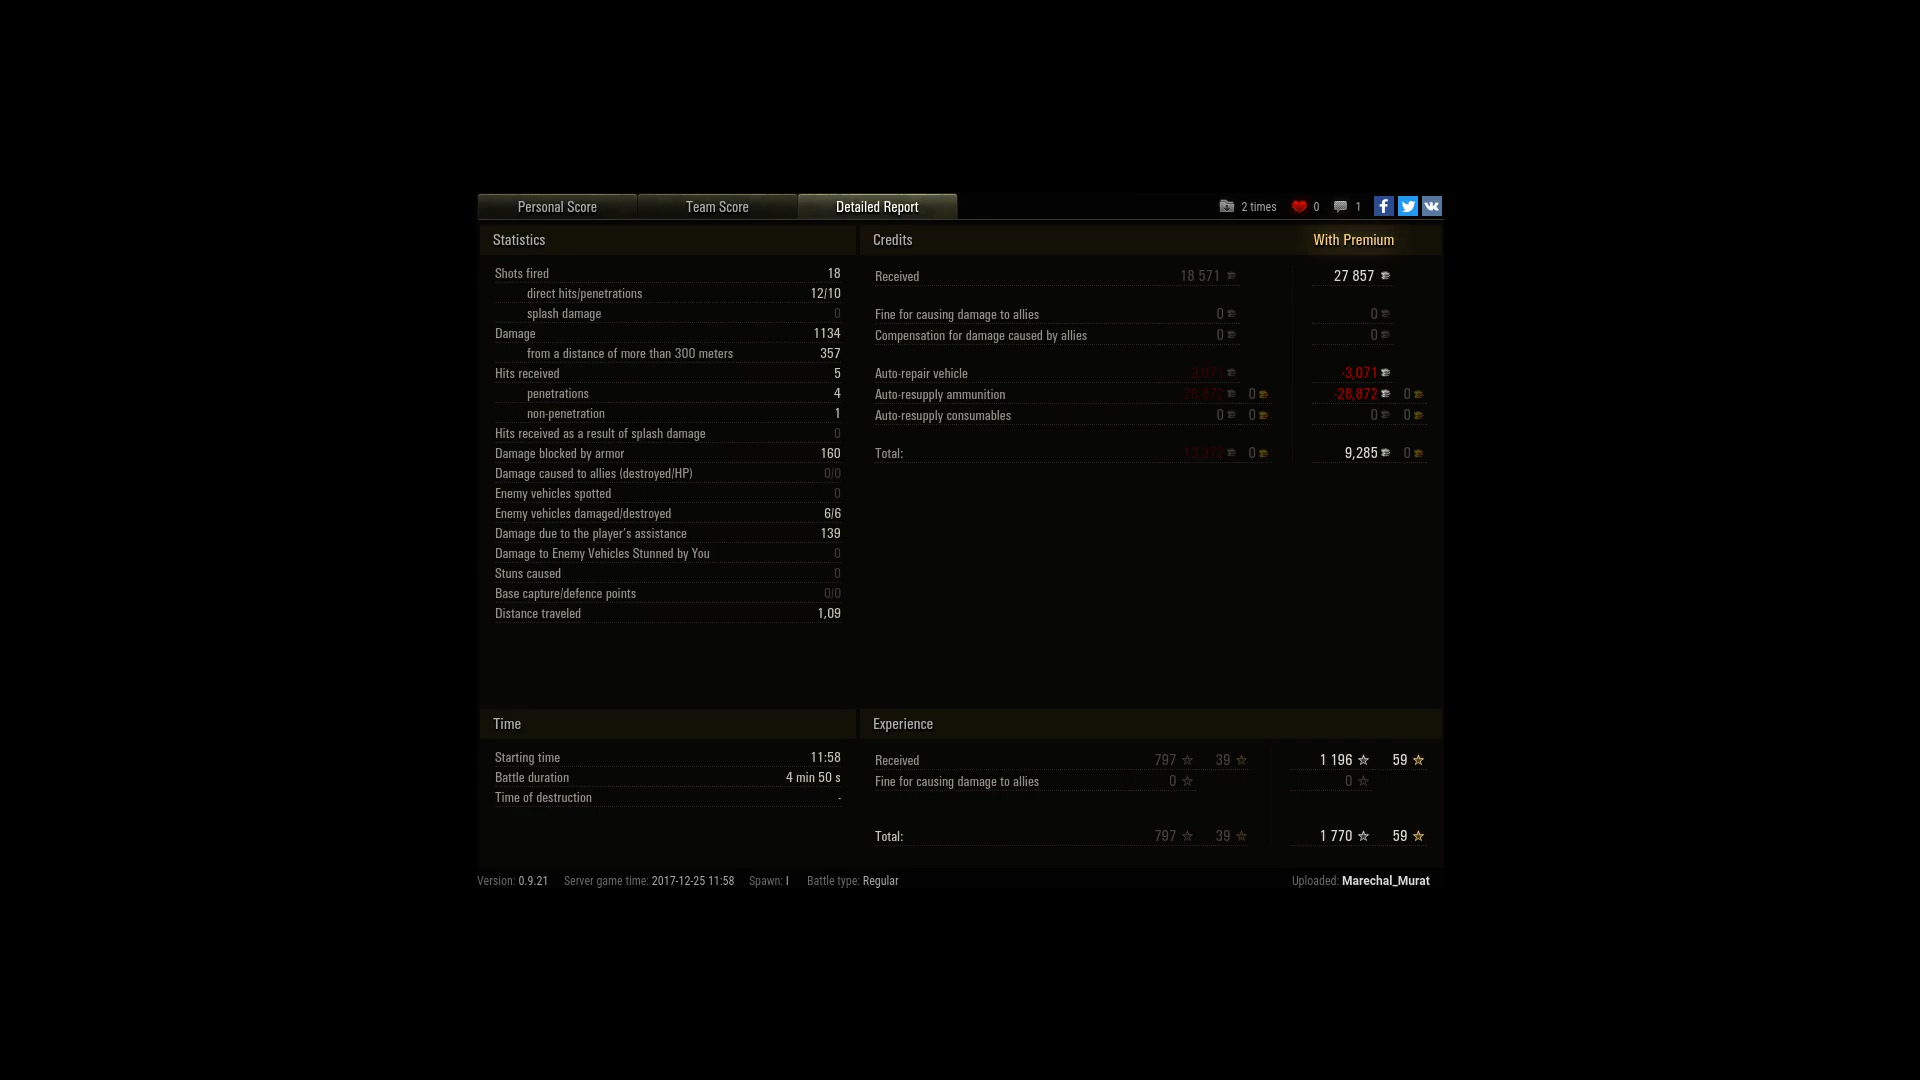 Personal Score Team Score Detailed Report 2 times 0 1
Statistics
Shots fired 18
direct hits/penetrations 12/10
splash damage 0
Damage 1134
from a distance of more than 300 meters 357
Hits received 5
penetrations 4
non-penetration 1
Hits received as a result of splash damage 0
Damage blocked by armor 160
Damage caused to allies (destroyed/HP) 0/0
Enemy vehicles spotted 0
Enemy vehicles damaged/destroyed 6/6
Damage due to the player's assistance 139
Damage to Enemy Vehicles Stunned by You 0
Stuns caused 0
Base capture/defence points 0/0
Distance traveled 1,09
Credits With Premium
Received 18 571 27 857
Fine for causing damage to allies 0 0
Compensation for damage caused by allies 0 0
Auto-repair vehicle -3,071 -3,071
Auto-resupply ammunition -28,872 0 -28,872 0
Auto-resupply consumables 0 0 0 0
Total: -13,372 0 9,285 0
Time
Starting time 11:58
Battle duration 4 min 50 s
Time of destruction -
Experience
Received 797 39 1 196 59
Fine for causing damage to allies 0 0
Total: 797 39 1 770 59
Version: 0.9.21 Server game time: 2017-12-25 11:58 Spawn: I Battle type: Regular Uploaded: Marechal_Murat